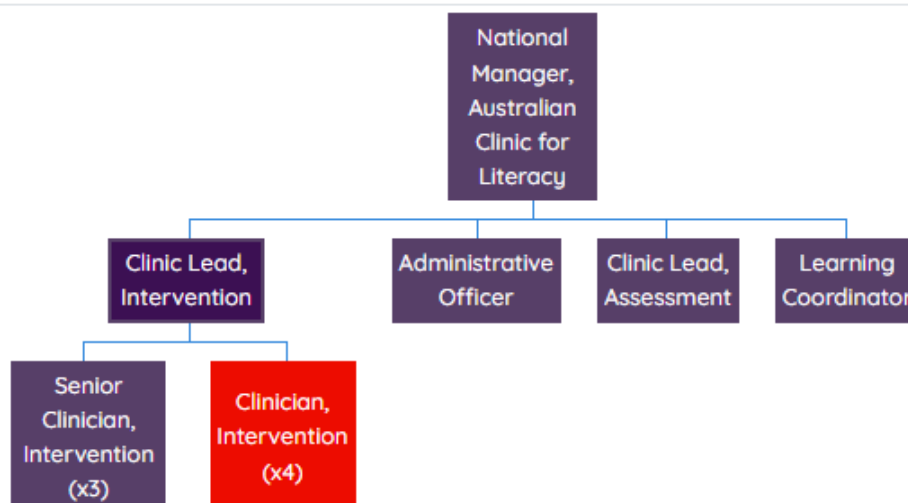 National
Manager,
Australian
Clinic for
Literacy
Clinic Lead,
Intervention
Administrative
Officer
Clinic Lead,
Assessment
Learning
Coordinator
Senior
Clinician,
Intervention
(x3)
Clinician,
Intervention
(x4)